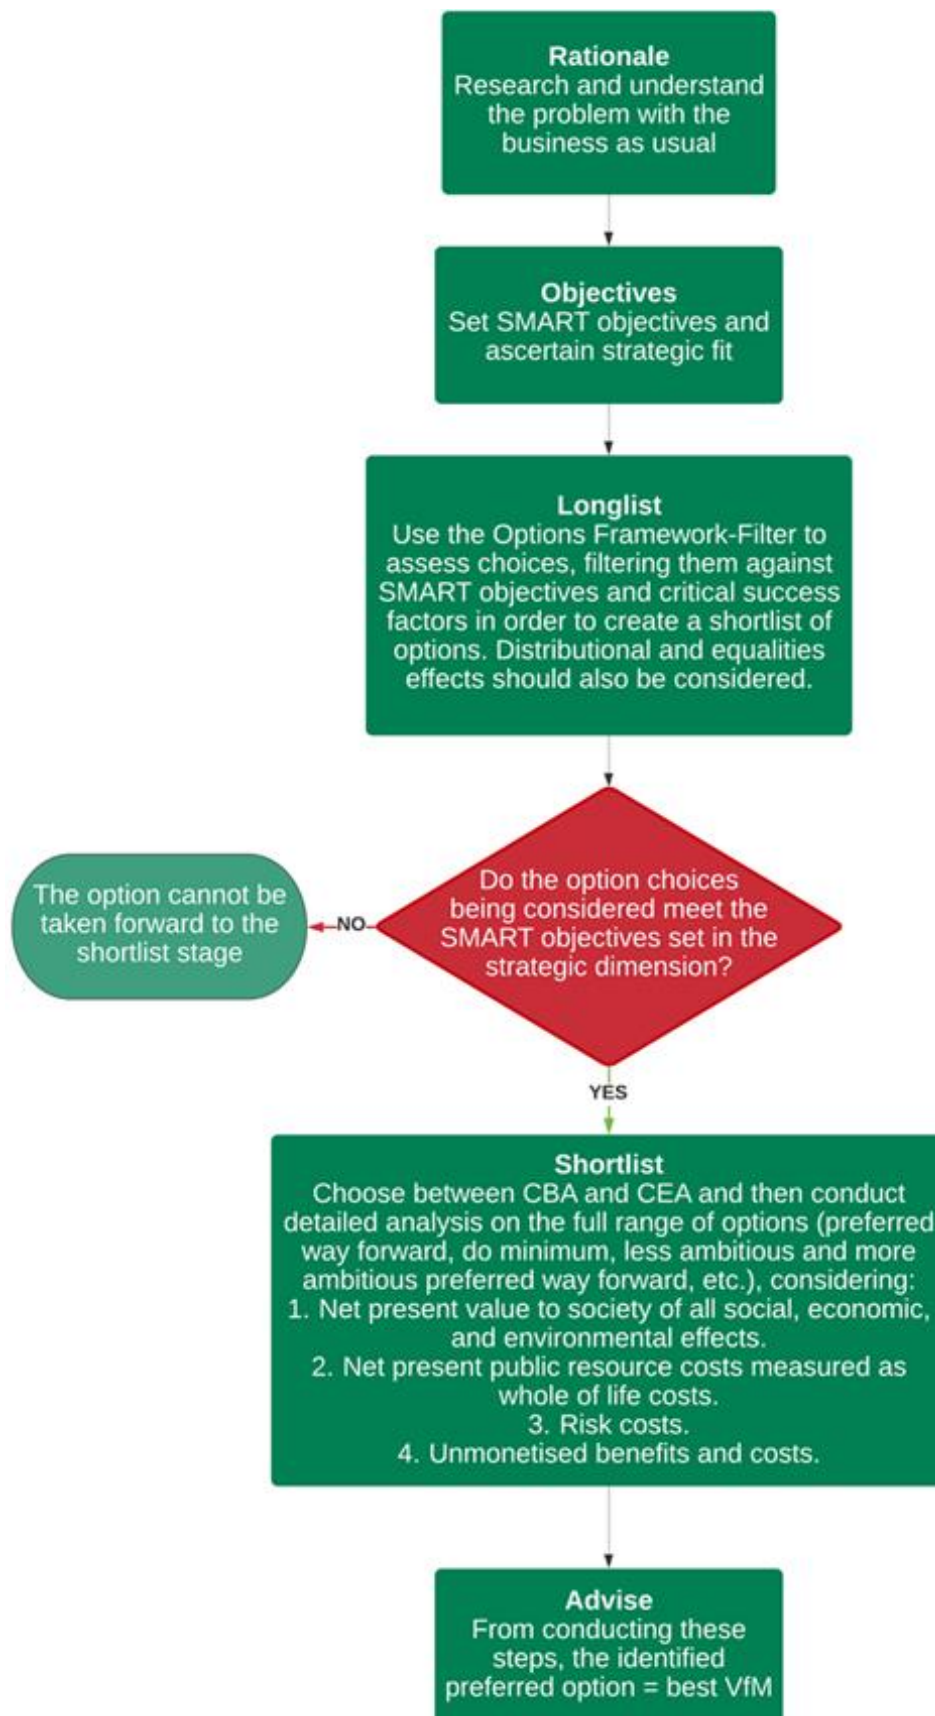 Rationale
Research and understand
the problem with the
business as usual
Objectives
Set SMART objectives and
ascertain strategic fit
Longlist
Use the Options Framework-Filter to
assess choices, filtering them against
SMART objectives and critical success
factors in order to create a shortlist of
options. Distributional and equalities
effects should also be considered.
Do the option choices
being considered meet the
SMART objectives set in the
strategic dimension?
NO
The option cannot be
taken forward to the
shortlist stage
YES
Shortlist
Choose between CBA and CEA and then conduct
detailed analysis on the full range of options (preferred
way forward, do minimum, less ambitious and more
ambitious preferred way forward, etc.), considering:
1. Net present value to society of all social, economic,
and environmental effects.
2. Net present public resource costs measured as
whole of life costs.
3. Risk costs.
4. Unmonetised benefits and costs.
Advise
From conducting these
steps, the identified
preferred option = best VfM